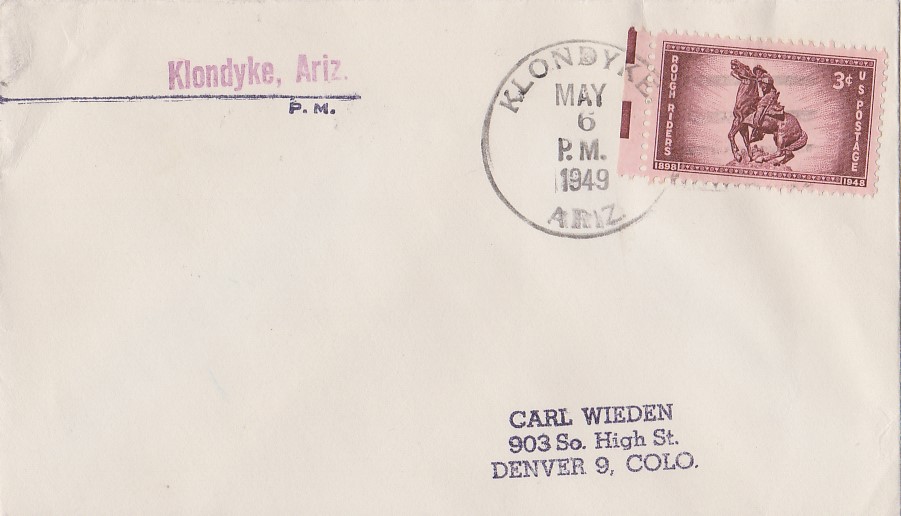 Klondyke, Ariz.
P. M.
KLONDYKE
MAY
6
P. M.
1949
ARIZ.
ROUGH RIDERS
3¢
U S POSTAGE
1898
1948
CARL WIEDEN
903 So. High St.
DENVER 9, COLO.